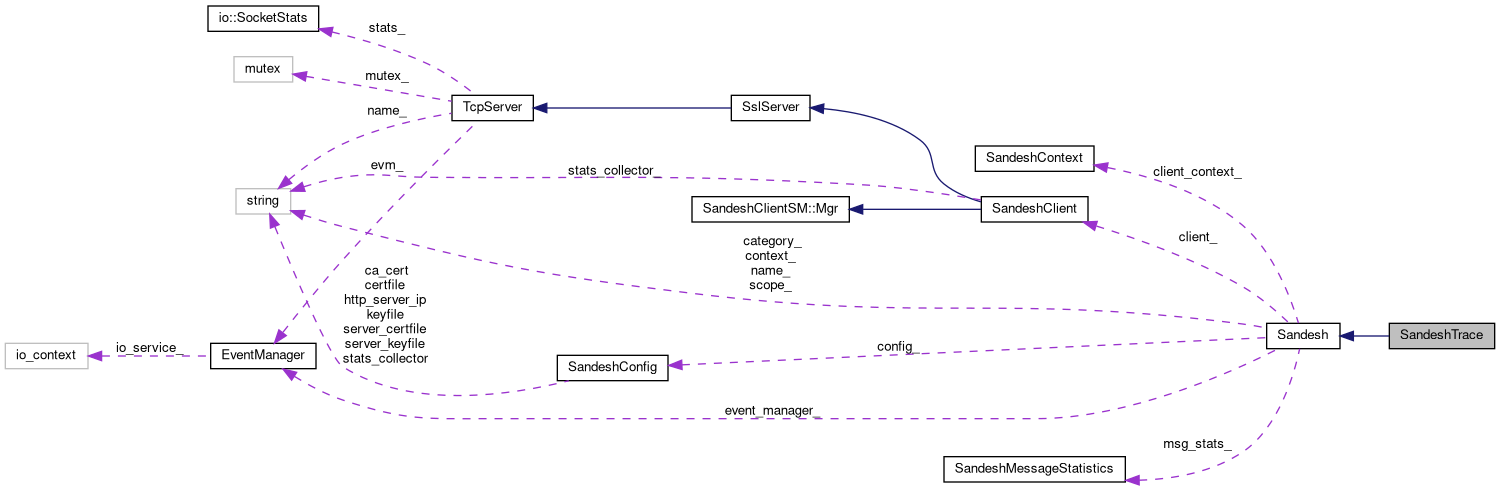 io::SocketStats
stats_
mutex
mutex_
TcpServer
SslServer
name_
SandeshContext
evm_
stats_collector_
client_context_
string
SandeshClientSM::Mgr
SandeshClient
client_
category_
context_
name_
scope_
ca_cert
certfile
http_server_ip
keyfile
server_certfile
server_keyfile
stats_collector
Sandesh
SandeshTrace
io_context
io_service_
EventManager
config_
SandeshConfig
event_manager_
msg_stats_
SandeshMessageStatistics